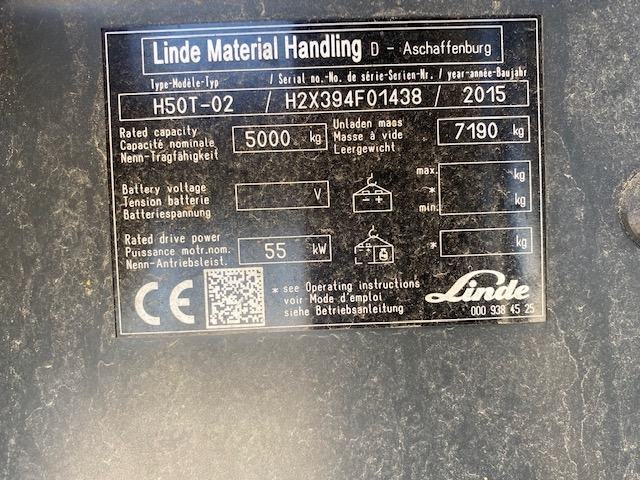 Linde Material Handling D - Aschaffenburg
Type-Modèle-Typ / Serial no.-No. de série-Serien-Nr. / year-année-Baujahr
H50T-02 / H2X394F01438 / 2015
Rated capacity
Capacité nominale
Nenn-Tragfähigkeit
5000 kg
Unladen mass
Masse à vide
Leergewicht
7190 kg
Battery voltage
Tension batterie
Batteriespannung
V
max.
*
min.
kg
kg
Rated drive power
Puissance motr.nom.
Nenn-Antriebsleist.
55 kW
* kg
CE
* see Operating instructions
voir Mode d'emploi
siehe Betriebsanleitung
Linde
000 938 45 25